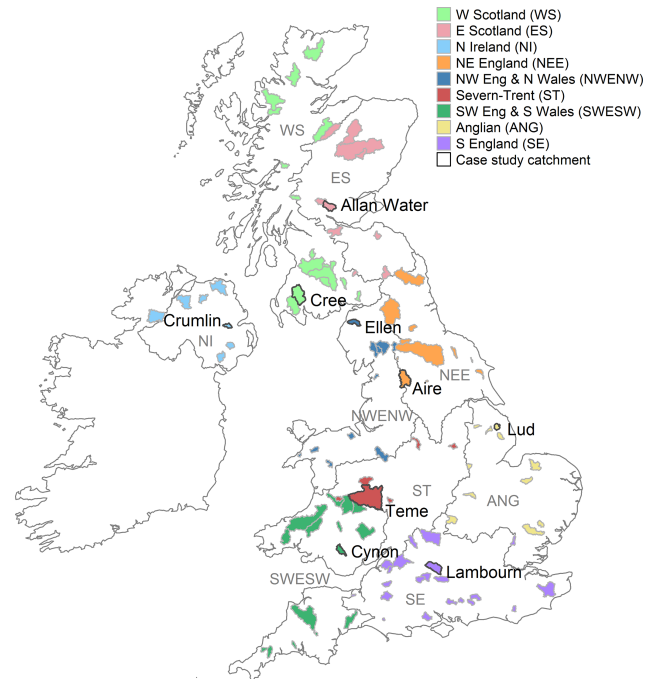 W Scotland (WS)
E Scotland (ES)
N Ireland (NI)
NE England (NEE)
NW Eng & N Wales (NWENW)
Severn-Trent (ST)
SW Eng & S Wales (SWESW)
Anglian (ANG)
S England (SE)
Case study catchment
WS
ES
Allan Water
Cree
Crumlin
Ellen
NI
NEE
Aire
NWENW
Lud
ST
ANG
Teme
Cynon
Lambourn
SWESW
SE